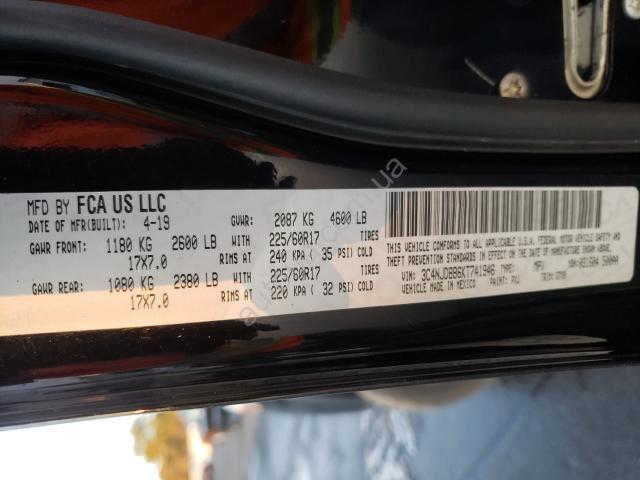 MFD BY FCA US LLC
DATE OF MFR(BUILT): 4-19 GVWR: 2087 KG 4600 LB
GAWR FRONT: 1180 KG 2600 LB WITH TIRES 225/60R17
17X7.0 RIMS AT 240 KPA ( 35 PSI) COLD
GAWR REAR: 1080 KG 2380 LB WITH TIRES 225/60R17
17X7.0 RIMS AT 220 KPA ( 32 PSI) COLD
THIS VEHICLE CONFORMS TO ALL APPLICABLE U.S.A. FEDERAL MOTOR VEHICLE SAFETY AND
THEFT PREVENTION STANDARDS IN EFFECT ON THE DATE OF MANUFACTURE SHOWN ABOVE.
VIN: 3C4NJDBB6KT741946 TYPE: MPV
VEHICLE MADE IN MEXICO PAINT: PXJ